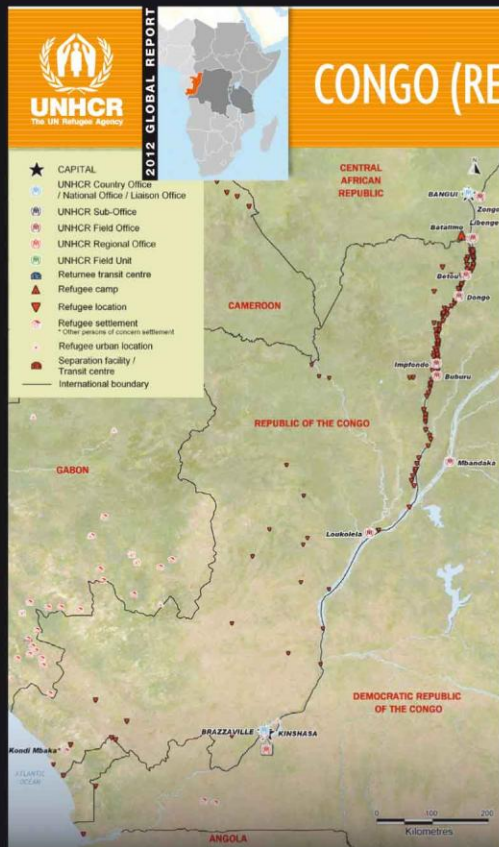 UNHCR
The UN Refugee Agency
2012 GLOBAL REPORT
CONGO (RE
CAPITAL
UNHCR Country Office
/ National Office / Liaison Office
UNHCR Sub-Office
UNHCR Field Office
UNHCR Regional Office
UNHCR Field Unit
Returnee transit centre
Refugee camp
Refugee location
Refugee settlement
* Other persons of concern settlement
Refugee urban location
Separation facility /
Transit centre
International boundary
CENTRAL
AFRICAN
REPUBLIC
BANGUI
Zongo
Libenge
Batalimo
Betou
Dongo
CAMEROON
Impfondo
Buburu
REPUBLIC OF THE CONGO
GABON
Mbandaka
Loukolela
DEMOCRATIC REPUBLIC
OF THE CONGO
BRAZZAVILLE
KINSHASA
Kondi Mbaka*
ATLANTIC
OCEAN
ANGOLA
0 100 200
Kilometres